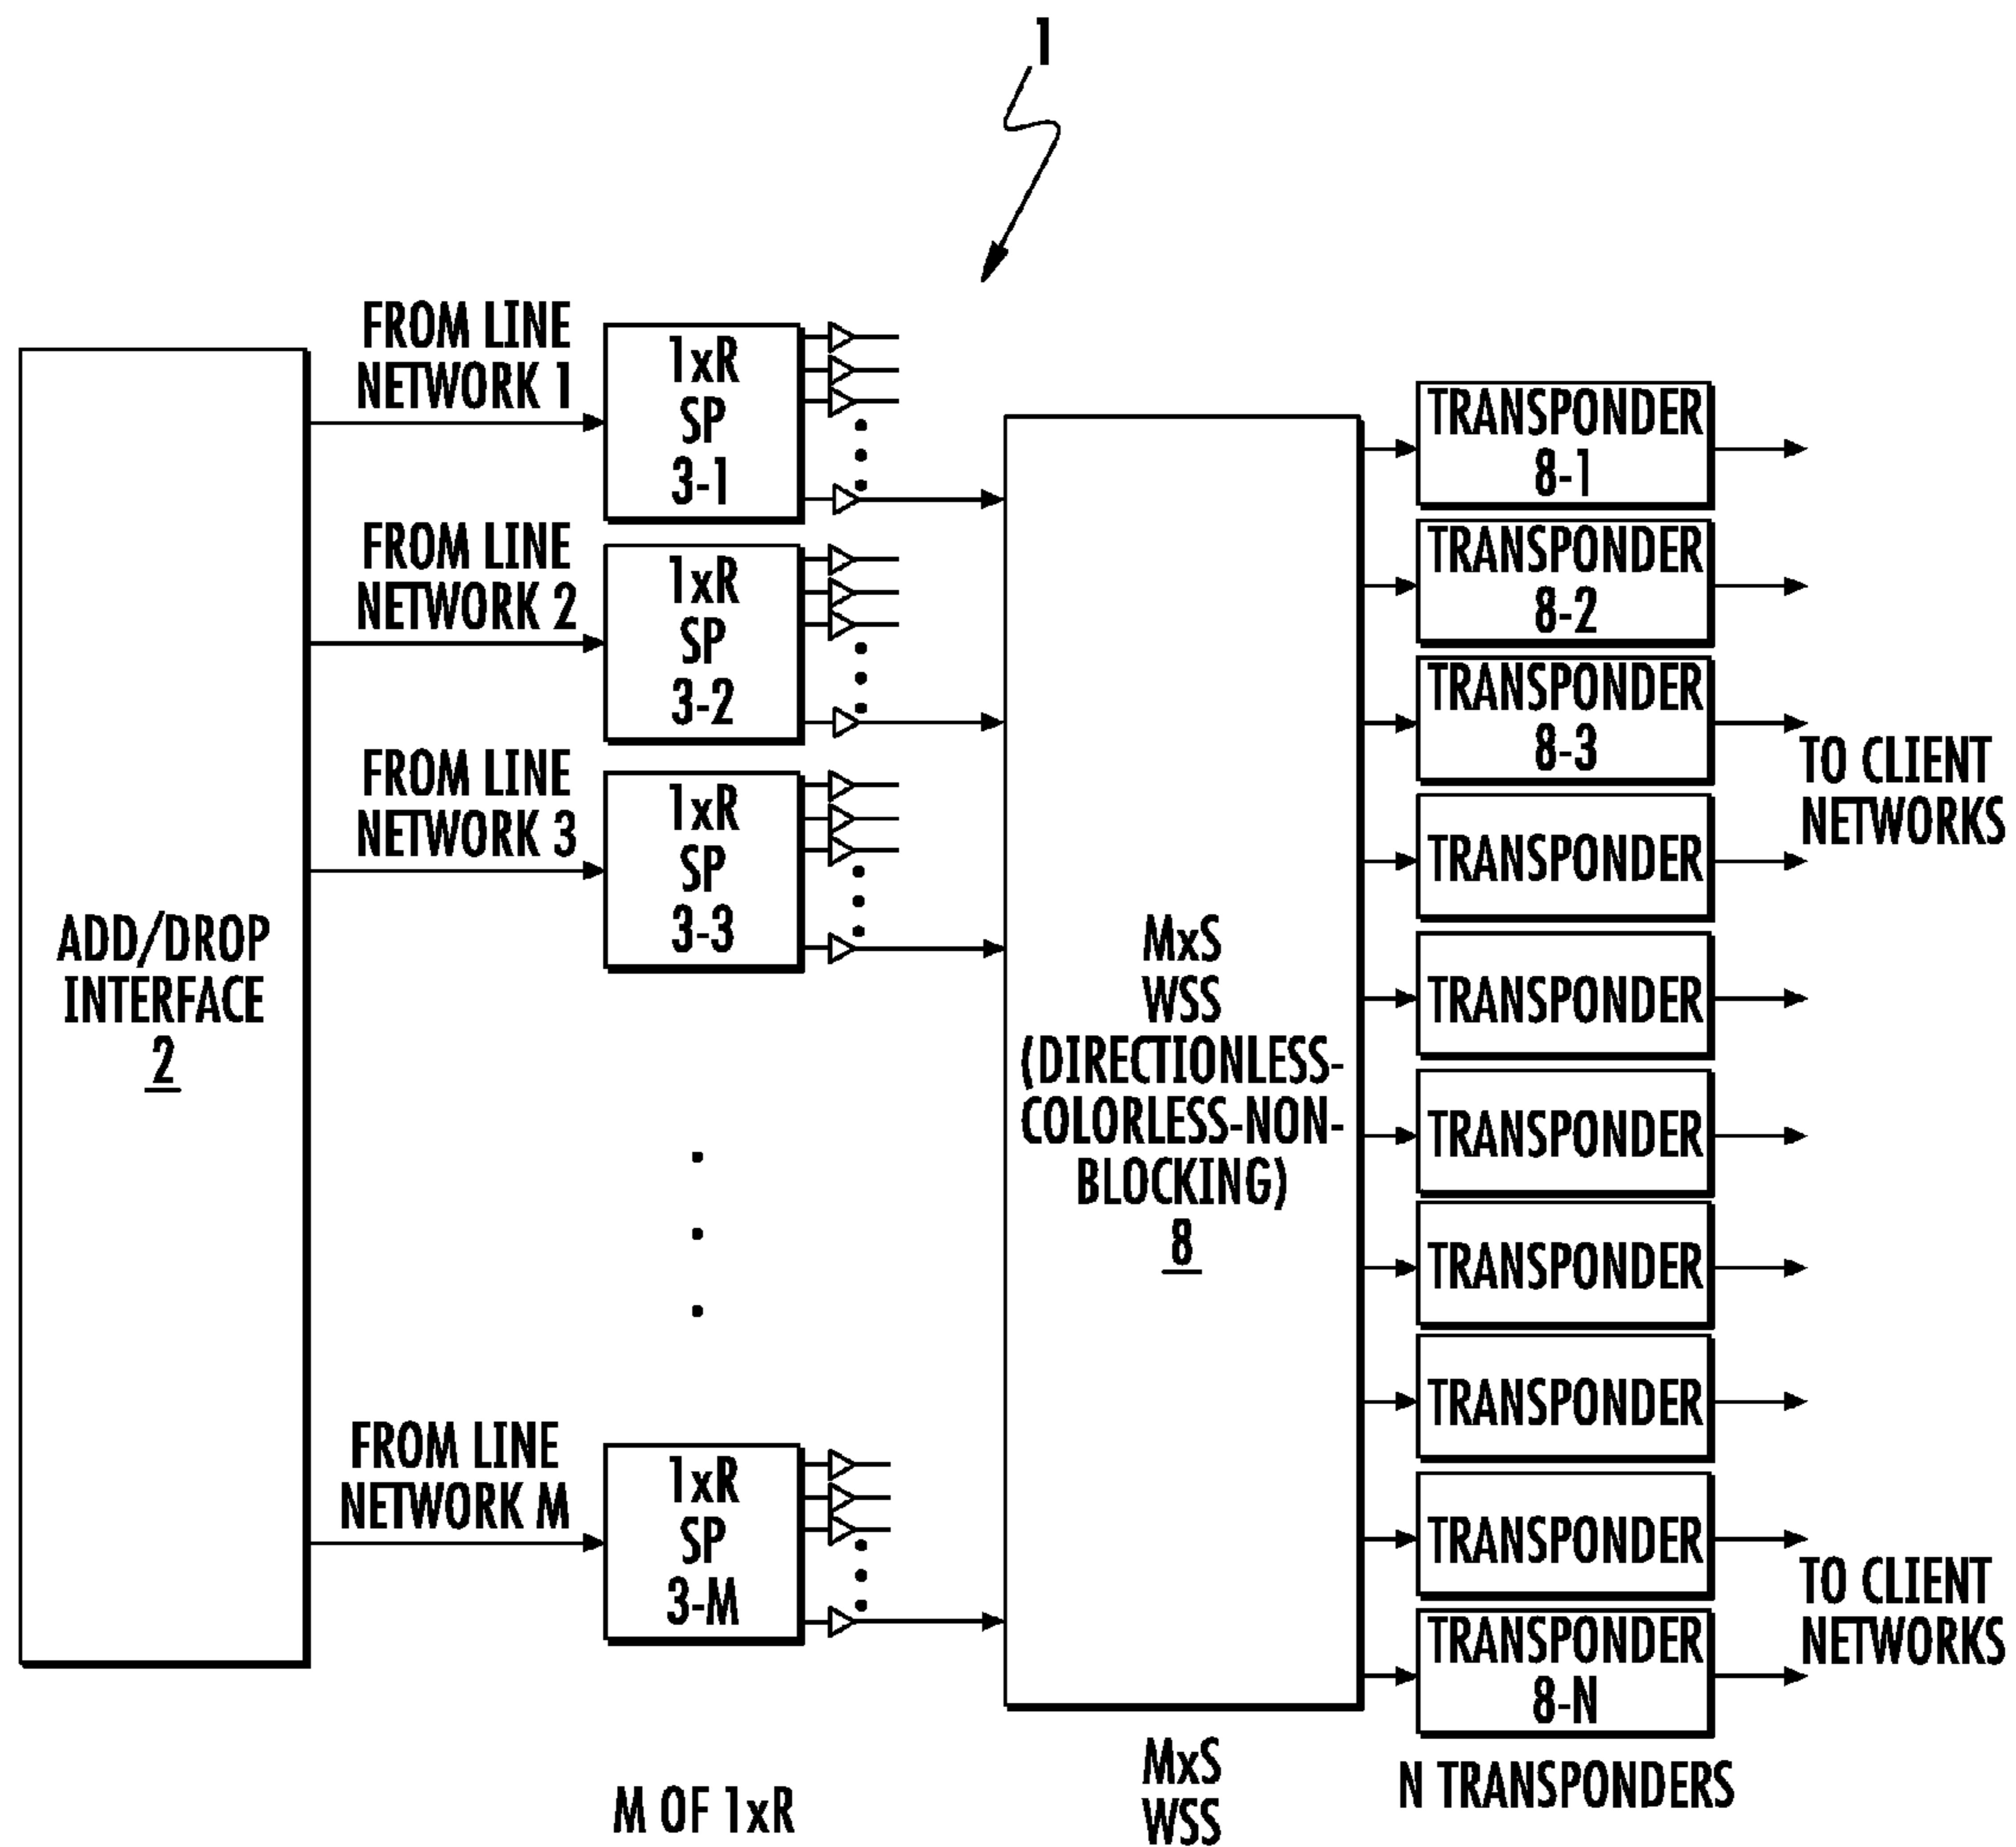 1
FROM LINE
NETWORK 1
FROM LINE
NETWORK 2
FROM LINE
NETWORK 3
FROM LINE
NETWORK M
ADD/DROP
INTERFACE
2
1xR
SP
3-1
1xR
SP
3-2
1xR
SP
3-3
1xR
SP
3-M
MxS
WSS
(DIRECTIONLESS-
COLORLESS-NON-
BLOCKING)
8
TRANSPONDER
8-1
TRANSPONDER
8-2
TRANSPONDER
8-3
TRANSPONDER
TRANSPONDER
TRANSPONDER
TRANSPONDER
TRANSPONDER
TRANSPONDER
TRANSPONDER
8-N
TO CLIENT
NETWORKS
TO CLIENT
NETWORKS
M OF 1xR
MxS
WSS
N TRANSPONDERS